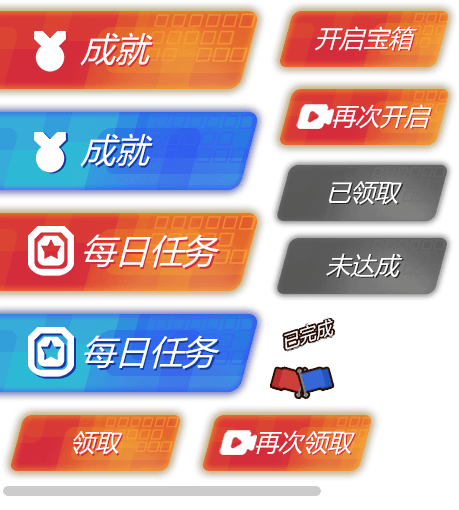 成就
开启宝箱
成就
再次开启
已领取
每日任务
未达成
每日任务
已完成
领取
再次领取